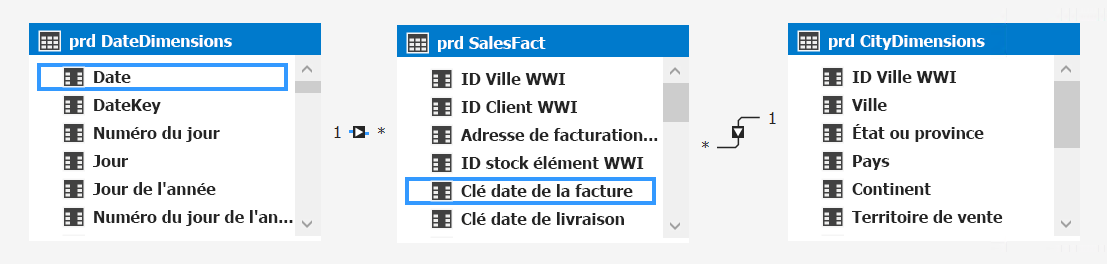 prd DateDimensions
Date
DateKey
Numéro du jour
Jour
Jour de l'année
Numéro du jour de l'an...
1 *
prd SalesFact
ID Ville WWI
ID Client WWI
Adresse de facturation...
ID stock élément WWI
Clé date de la facture
Clé date de livraison
* 1
prd CityDimensions
ID Ville WWI
Ville
État ou province
Pays
Continent
Territoire de vente